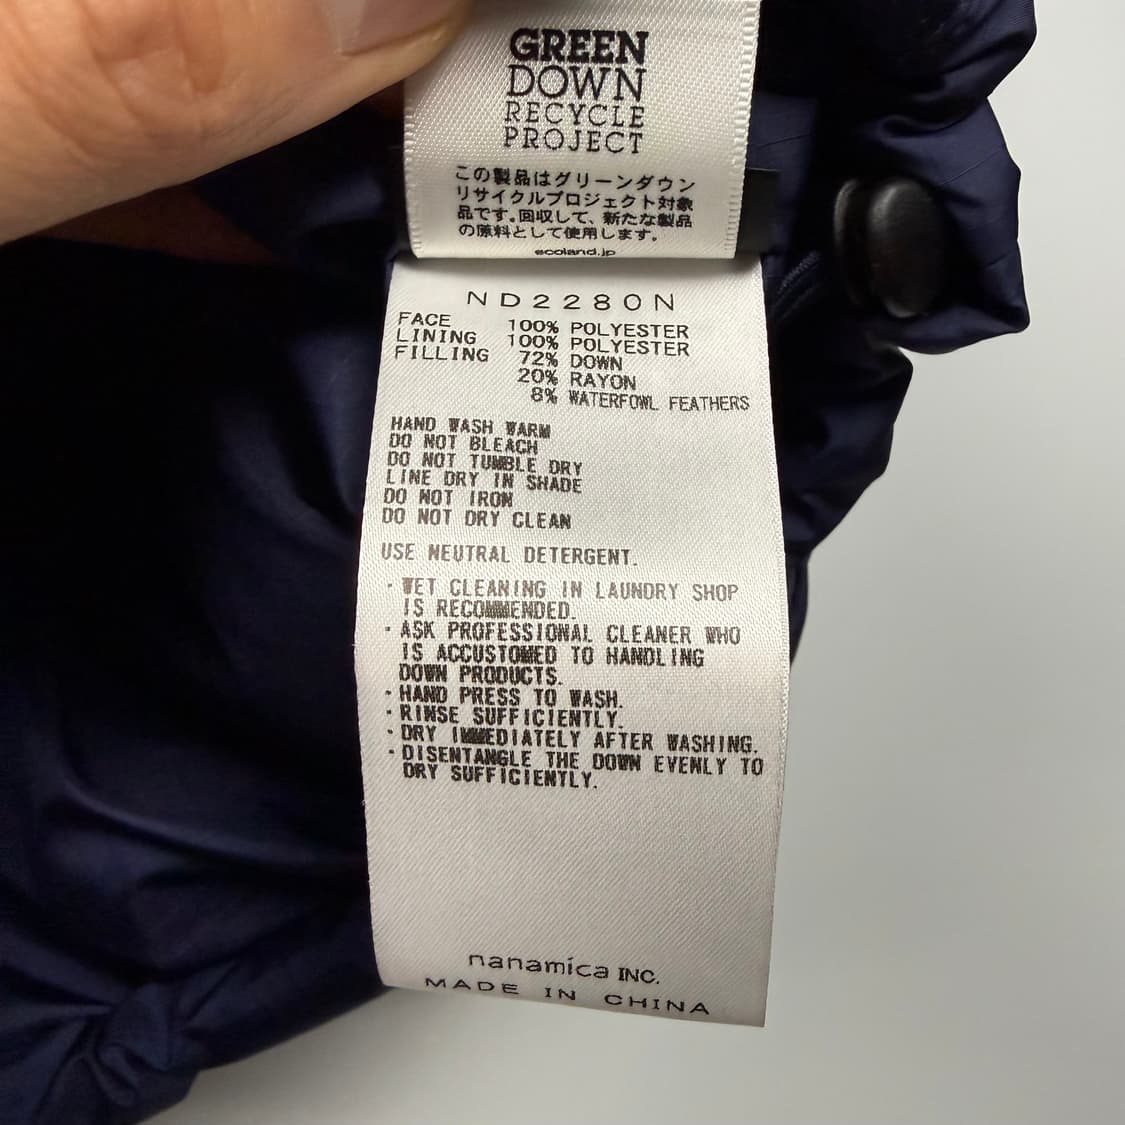 GREEN
DOWN
RECYCLE
PROJECT
この製品はグリーンダウン
リサイクルプロジェクト対象
品です。回収して、新たな製品
の原料として使用します。
ecoland.jp
ND2280N
FACE 100% POLYESTER
LINING 100% POLYESTER
FILLING 72% DOWN
20% RAYON
8% WATERFOWL FEATHERS
HAND WASH WARM
DO NOT BLEACH
DO NOT TUMBLE DRY
LINE DRY IN SHADE
DO NOT IRON
DO NOT DRY CLEAN
USE NEUTRAL DETERGENT.
・WET CLEANING IN LAUNDRY SHOP
IS RECOMMENDED.
・ASK PROFESSIONAL CLEANER WHO
IS ACCUSTOMED TO HANDLING
DOWN PRODUCTS.
・HAND PRESS TO WASH.
・RINSE SUFFICIENTLY.
・DRY IMMEDIATELY AFTER WASHING.
・DISENTANGLE THE DOWN EVENLY TO
DRY SUFFICIENTLY.
nanamica INC.
MADE IN CHINA